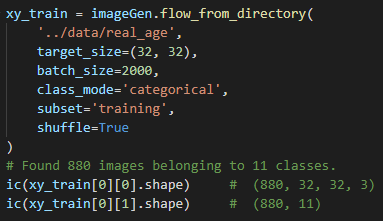 xy_train = imageGen.flow_from_directory(
    '../data/real_age',
    target_size=(32, 32),
    batch_size=2000,
    class_mode='categorical',
    subset='training',
    shuffle=True
)
# Found 880 images belonging to 11 classes.
ic(xy_train[0][0].shape)     #  (880, 32, 32, 3)
ic(xy_train[0][1].shape)     #  (880, 11)